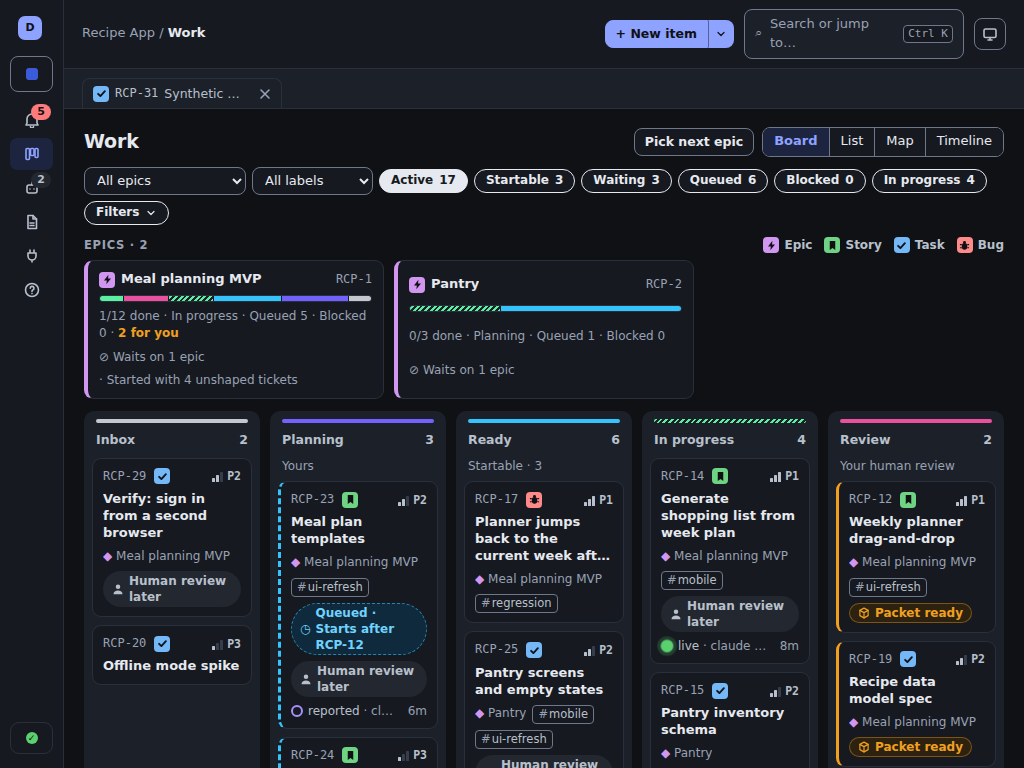 D
Recipe App / Work
+ New item
Search or jump to…
Ctrl K
5
2
RCP-31 Synthetic …
Work
Pick next epic
Board List Map Timeline
All epics
All labels
Active 17
Startable 3
Waiting 3
Queued 6
Blocked 0
In progress 4
Filters
EPICS · 2
Epic Story Task Bug
Meal planning MVP RCP-1
1/12 done · In progress · Queued 5 · Blocked
0 · 2 for you
⊘ Waits on 1 epic
· Started with 4 unshaped tickets
Pantry RCP-2
0/3 done · Planning · Queued 1 · Blocked 0
⊘ Waits on 1 epic
Inbox 2
RCP-29 P2
Verify: sign in
from a second
browser
◆ Meal planning MVP
Human review
later
RCP-20 P3
Offline mode spike
Planning 3
Yours
RCP-23 P2
Meal plan
templates
◆ Meal planning MVP
#ui-refresh
Queued ·
Starts after
RCP-12
Human review
later
reported · cl… 6m
RCP-24 P3
Ready 6
Startable · 3
RCP-17 P1
Planner jumps
back to the
current week aft…
◆ Meal planning MVP
#regression
RCP-25 P2
Pantry screens
and empty states
◆ Pantry #mobile
#ui-refresh
Human review
In progress 4
RCP-14 P1
Generate
shopping list from
week plan
◆ Meal planning MVP
#mobile
Human review
later
live · claude … 8m
RCP-15 P2
Pantry inventory
schema
◆ Pantry
Review 2
Your human review
RCP-12 P1
Weekly planner
drag-and-drop
◆ Meal planning MVP
#ui-refresh
Packet ready
RCP-19 P2
Recipe data
model spec
◆ Meal planning MVP
Packet ready